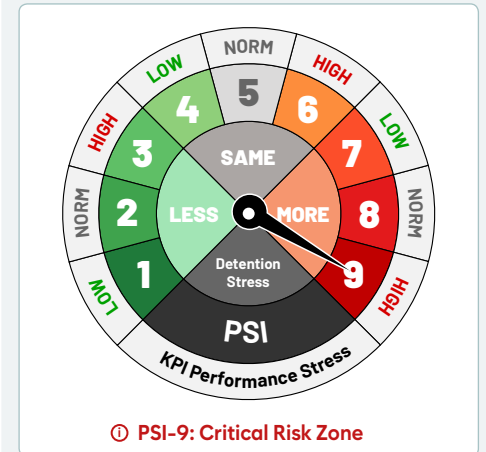 NORM
LOW
HIGH
5
4
6
HIGH
LOW
3
7
SAME
NORM
2
LESS
MORE
8
NORM
Detention
Stress
1
9
LOW
HIGH
PSI
KPI Performance Stress
PSI-9: Critical Risk Zone